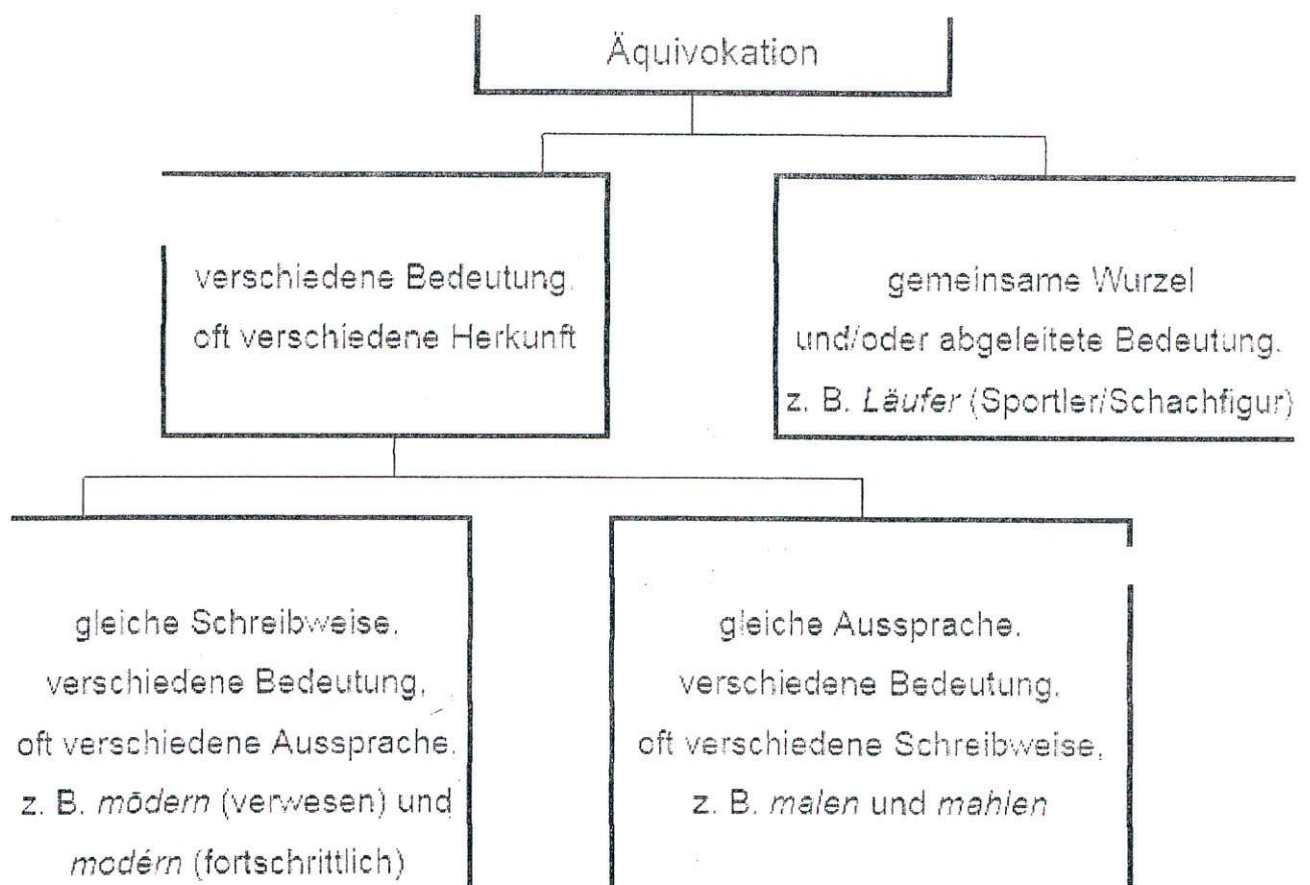 Äquivokation
verschiedene Bedeutung,
oft verschiedene Herkunft
gemeinsame Wurzel
und/oder abgeleitete Bedeutung.
z. B. Läufer (Sportler/Schachfigur)
gleiche Schreibweise,
verschiedene Bedeutung,
oft verschiedene Aussprache,
z. B. mōdern (verwesen) und
modérn (fortschrittlich)
gleiche Aussprache,
verschiedene Bedeutung,
oft verschiedene Schreibweise,
z. B. malen und mahlen